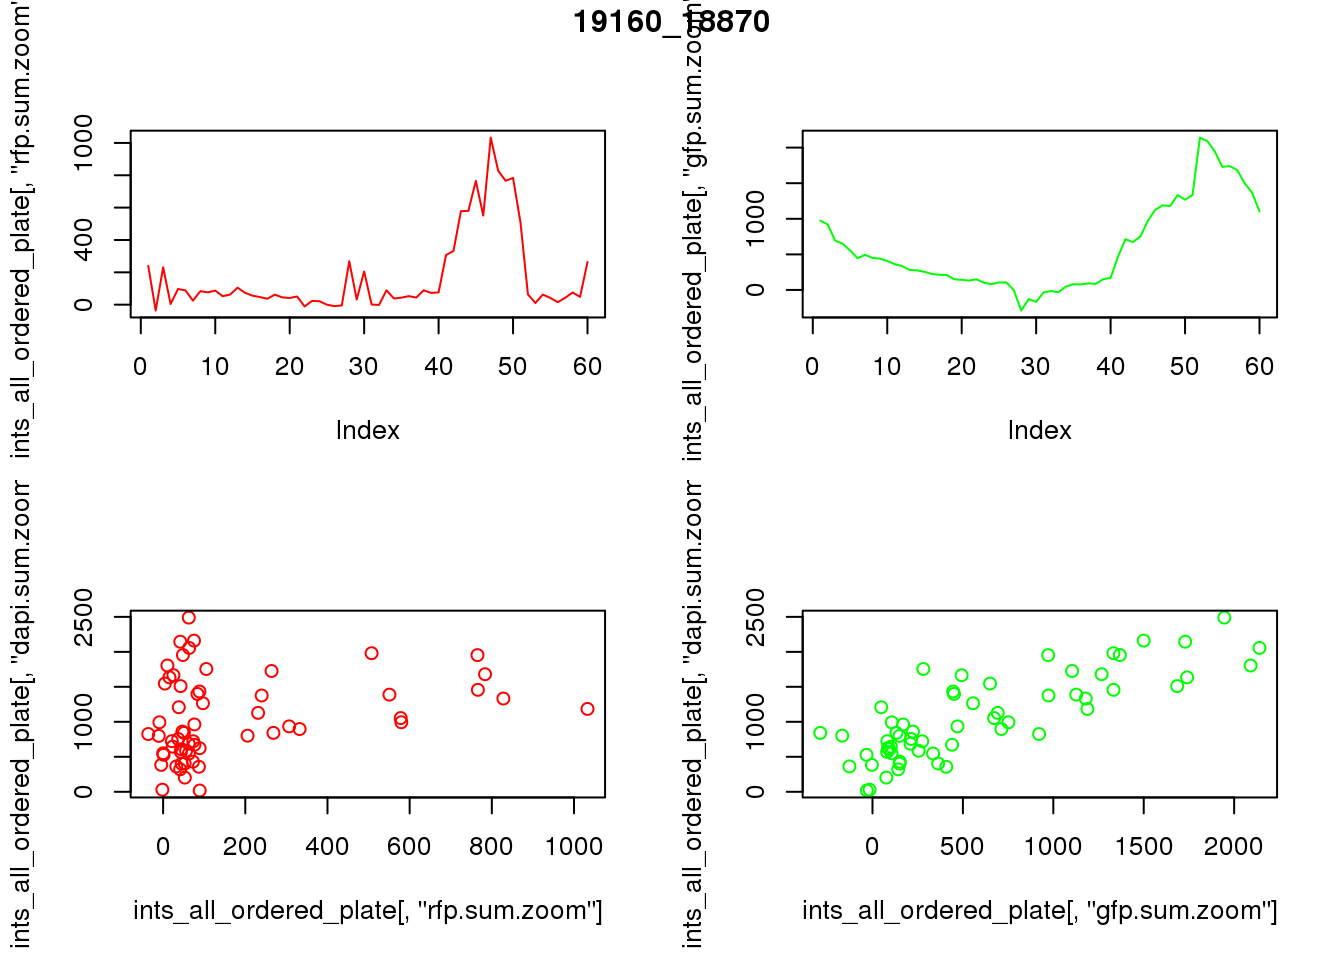 19160_18870
ints_all_ordered_plate[, "rfp.sum.zoom"
1000
400
0
0 10 20 30 40 50 60
Index
ints_all_ordered_plate[, "gfp.sum.zoom"
1000
0
0 10 20 30 40 50 60
Index
ints_all_ordered_plate[, "dapi.sum.zoom
2500
1000
0
0 200 400 600 800 1000
ints_all_ordered_plate[, "rfp.sum.zoom"]
ints_all_ordered_plate[, "dapi.sum.zoom
2500
1000
0
0 500 1000 1500 2000
ints_all_ordered_plate[, "gfp.sum.zoom"]